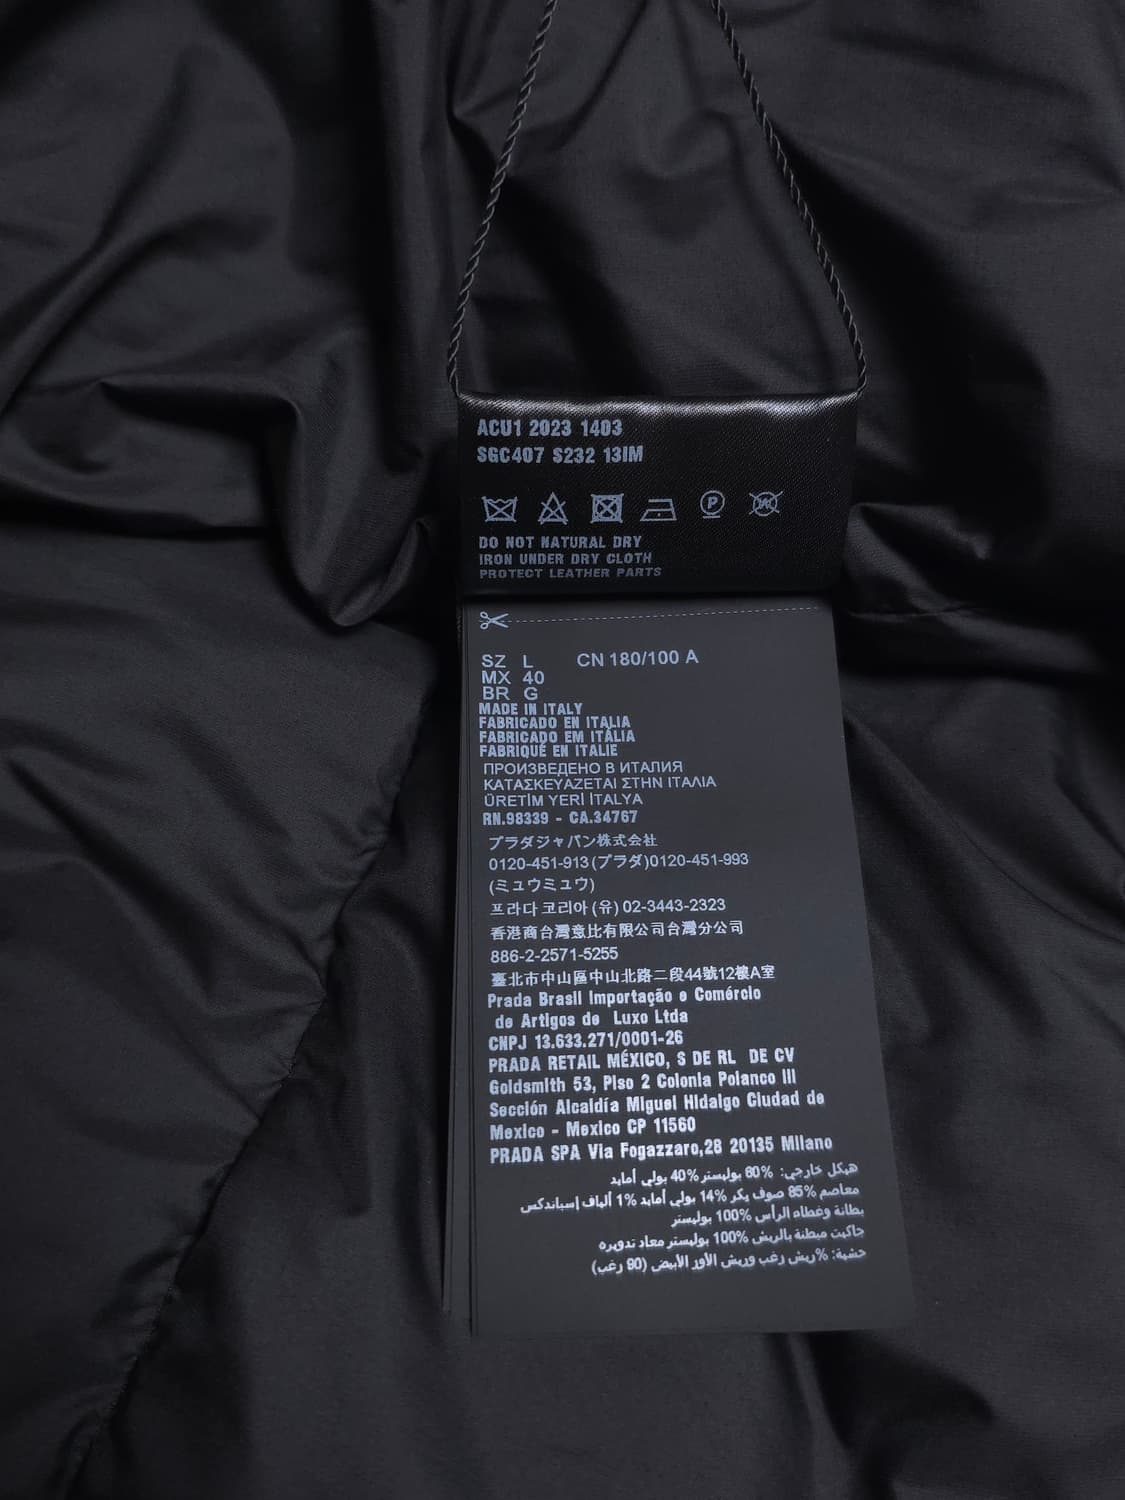 ACU1 2023 1403
SGC407 S232 13IM
P
W
DO NOT NATURAL DRY
IRON UNDER DRY CLOTH
PROTECT LEATHER PARTS
SZ L CN 180/100 A
MX 40
BR G
MADE IN ITALY
FABRICADO EN ITALIA
FABRICADO EM ITÁLIA
FABRIQUÉ EN ITALIE
ПРОИЗВЕДЕНО В ИТАЛИЯ
ΚΑΤΑΣΚΕΥΑΖΕΤΑΙ ΣΤΗΝ ΙΤΑΛΙΑ
ÜRETİM YERİ İTALYA
RN.98339 - CA.34767
プラダジャパン株式会社
0120-451-913(プラダ)0120-451-993
(ミュウミュウ)
프라다 코리아 (유) 02-3443-2323
香港商台灣意比有限公司台灣分公司
886-2-2571-5255
臺北市中山區中山北路二段44號12樓A室
Prada Brasil Importação e Comércio
de Artigos de Luxo Ltda
CNPJ 13.633.271/0001-26
PRADA RETAIL MÉXICO, S DE RL DE CV
Goldsmith 53, Piso 2 Colonia Polanco III
Sección Alcaldía Miguel Hidalgo Ciudad de
Mexico - Mexico CP 11560
PRADA SPA Via Fogazzaro,28 20135 Milano
هيكل خارجي: %60 بوليستر %40 بولي أمايد
معاصم %85 صوف بكر %14 بولي أمايد %1 ألياف إسباندكس
بطانة وغطاء الرأس %100 بوليستر
جاكيت مبطنة بالريش %100 بوليستر معاد تدويره
حشية: %ريش رغب وريش الأوز الأبيض (90 رغب)